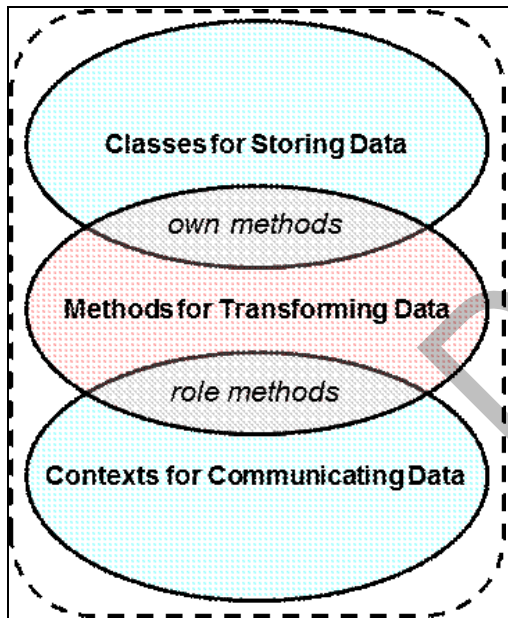 Classes for Storing Data
own methods
Methods for Transforming Data
role methods
Contexts for Communicating Data